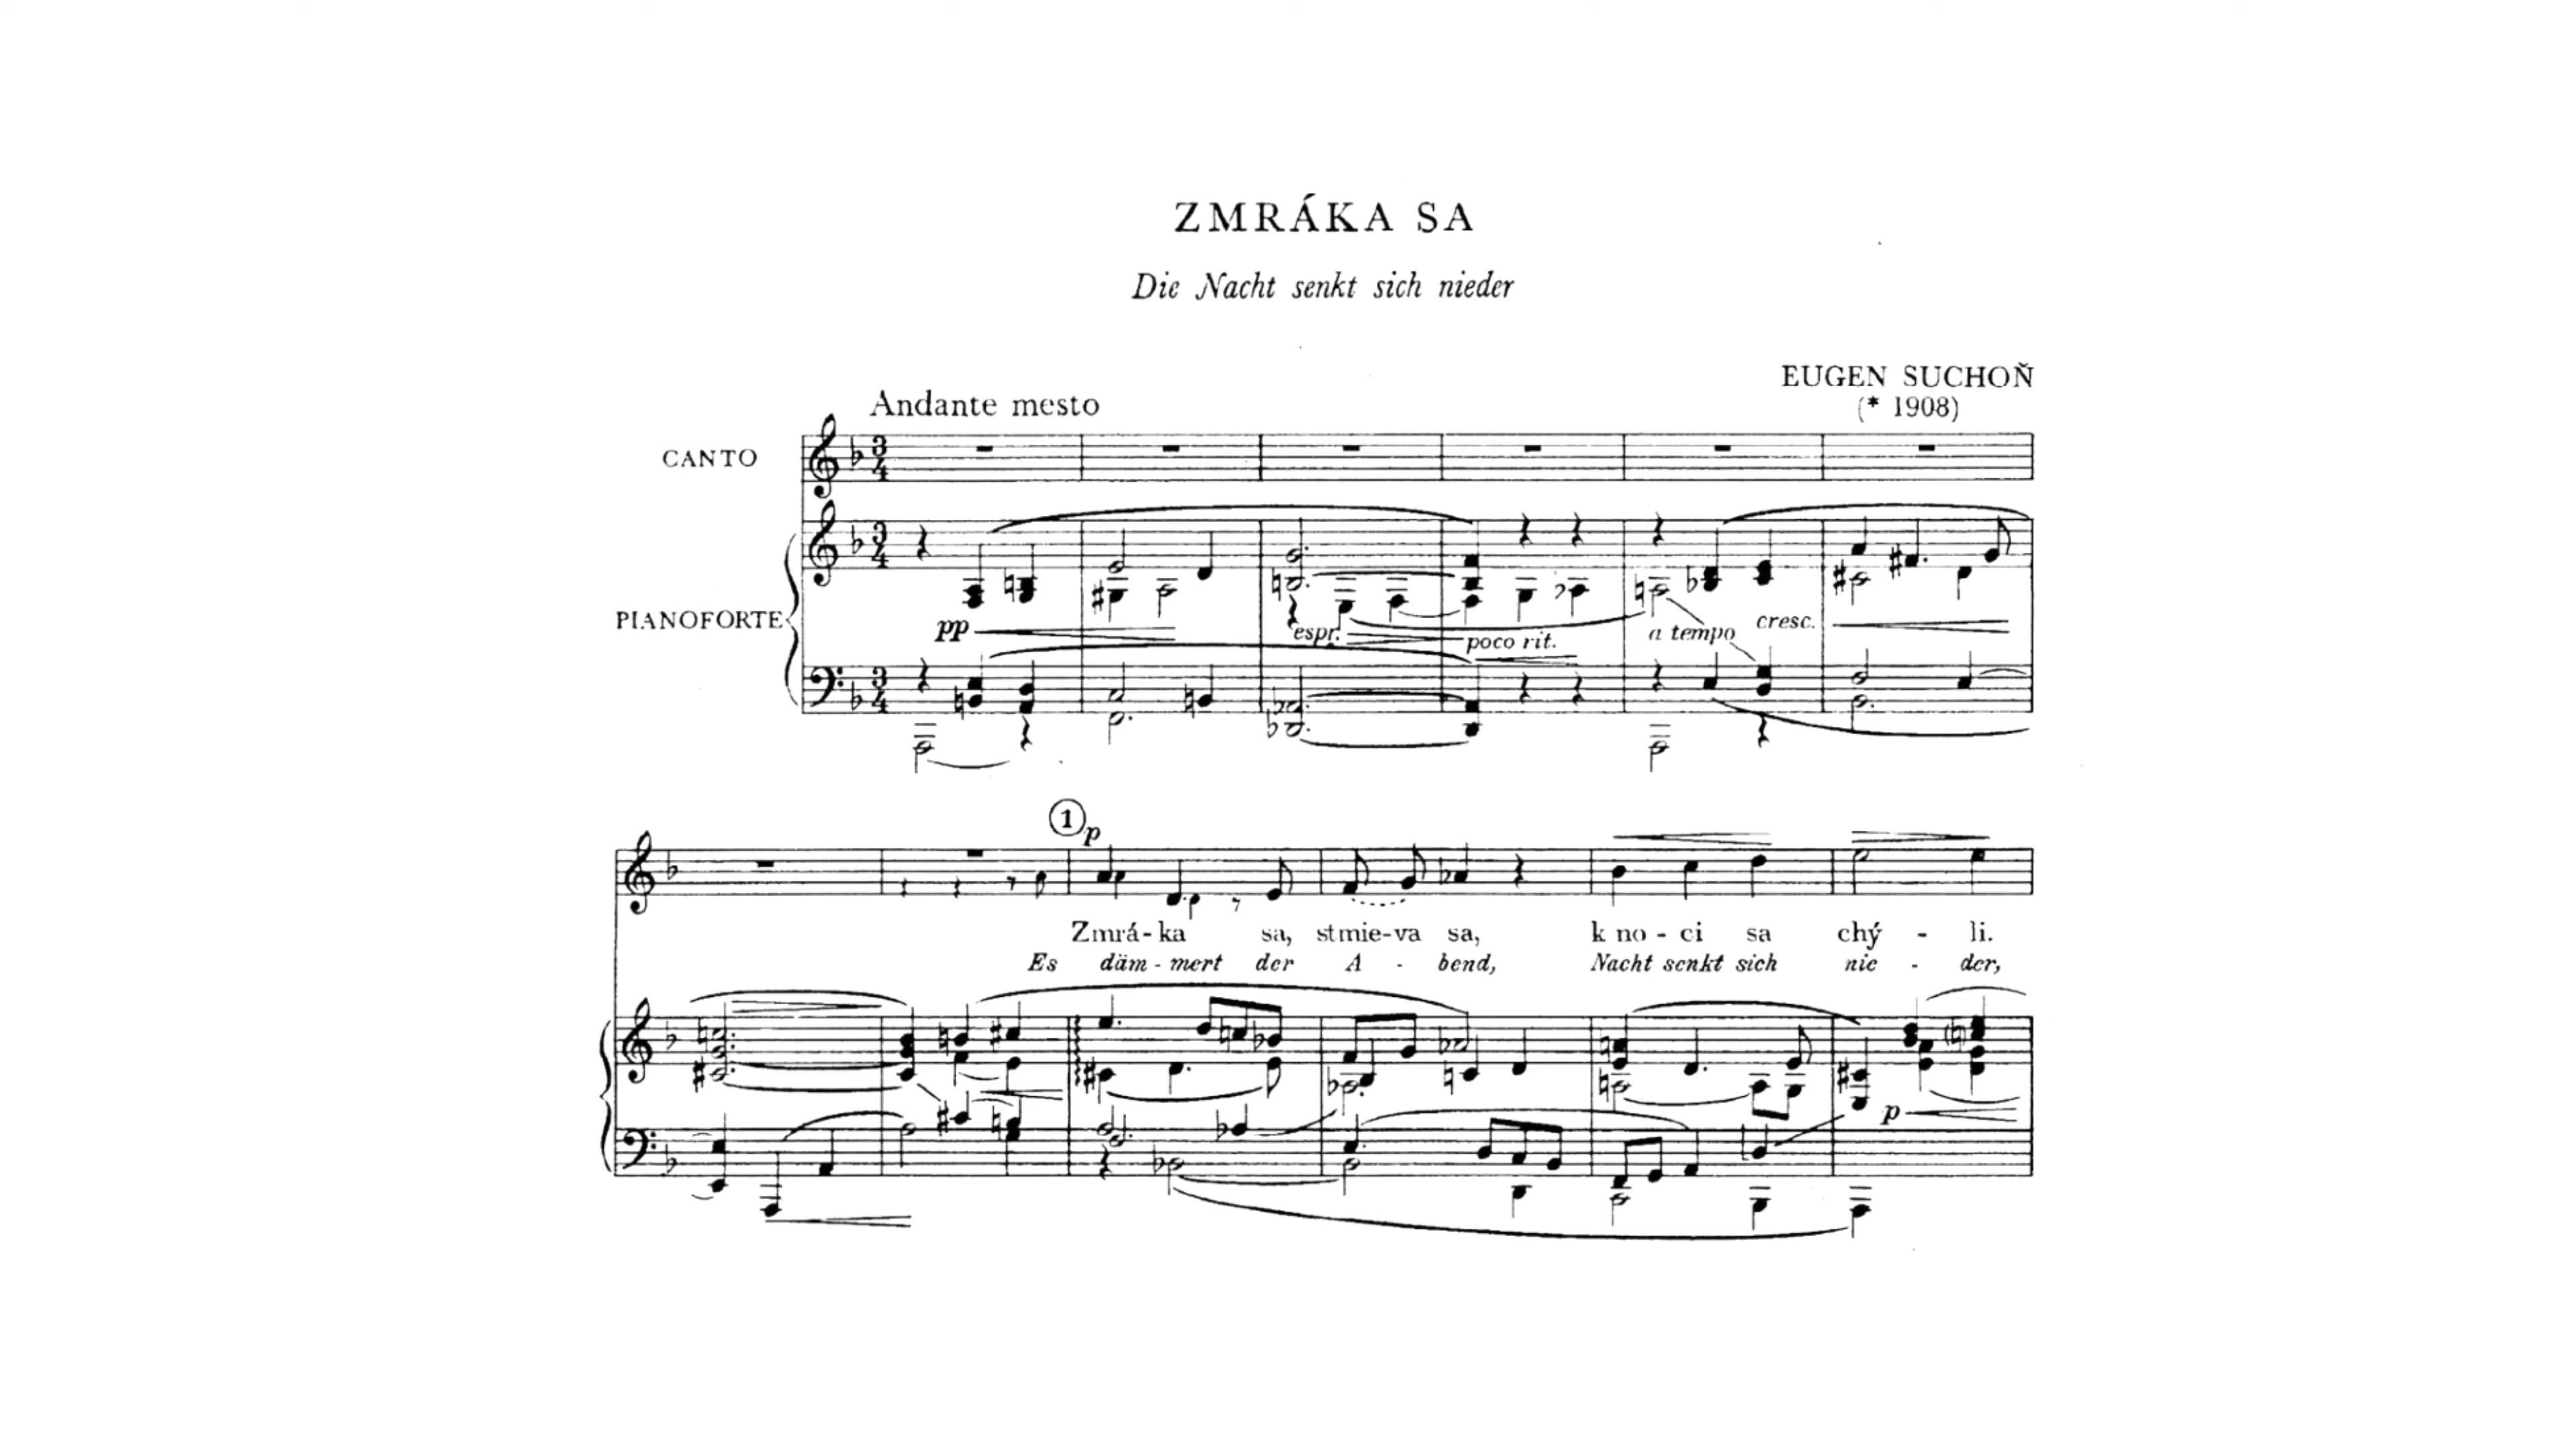 ZMRÁKA SA
Die Nacht senkt sich nieder
EUGEN SUCHOŇ
(* 1908)
Andante mesto
CANTO
PIANOFORTE
pp
espr.
poco rit.
a tempo
cresc.
1
p
Zmrá-ka sa, stmie-va sa, k no - ci sa chý - li.
Es däm - mert der A - bend, Nacht senkt sich nie - der,
p